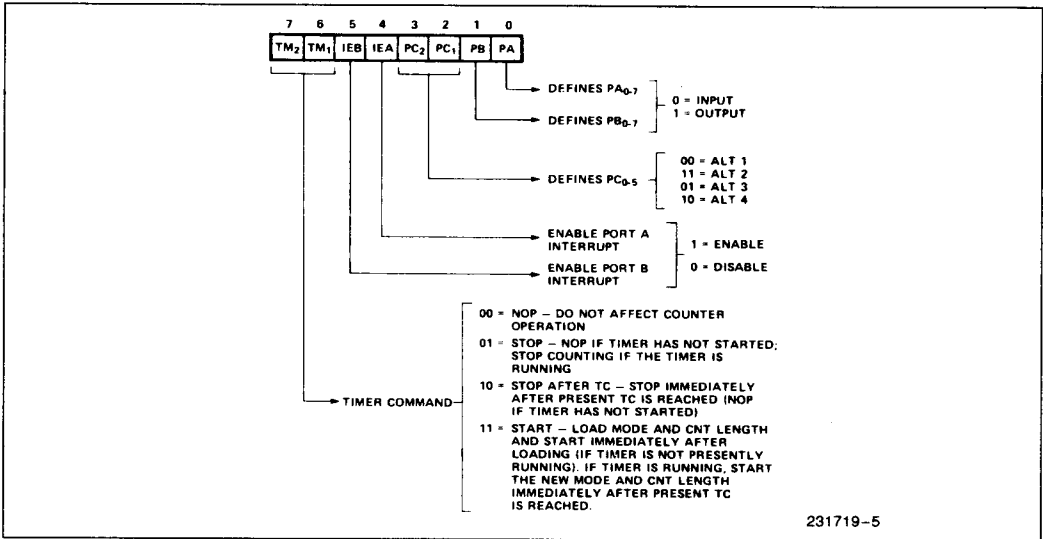 7 6 5 4 3 2 1 0
TM2 TM1 IEB IEA PC2 PC1 PB PA
DEFINES PA0-7
0 = INPUT
1 = OUTPUT
DEFINES PB0-7
DEFINES PC0-5
00 = ALT 1
11 = ALT 2
01 = ALT 3
10 = ALT 4
ENABLE PORT A
INTERRUPT
1 = ENABLE
0 = DISABLE
ENABLE PORT B
INTERRUPT
TIMER COMMAND
00 = NOP – DO NOT AFFECT COUNTER
OPERATION
01 = STOP – NOP IF TIMER HAS NOT STARTED;
STOP COUNTING IF THE TIMER IS
RUNNING
10 = STOP AFTER TC – STOP IMMEDIATELY
AFTER PRESENT TC IS REACHED (NOP
IF TIMER HAS NOT STARTED)
11 = START – LOAD MODE AND CNT LENGTH
AND START IMMEDIATELY AFTER
LOADING (IF TIMER IS NOT PRESENTLY
RUNNING). IF TIMER IS RUNNING, START
THE NEW MODE AND CNT LENGTH
IMMEDIATELY AFTER PRESENT TC
IS REACHED.
231719-5